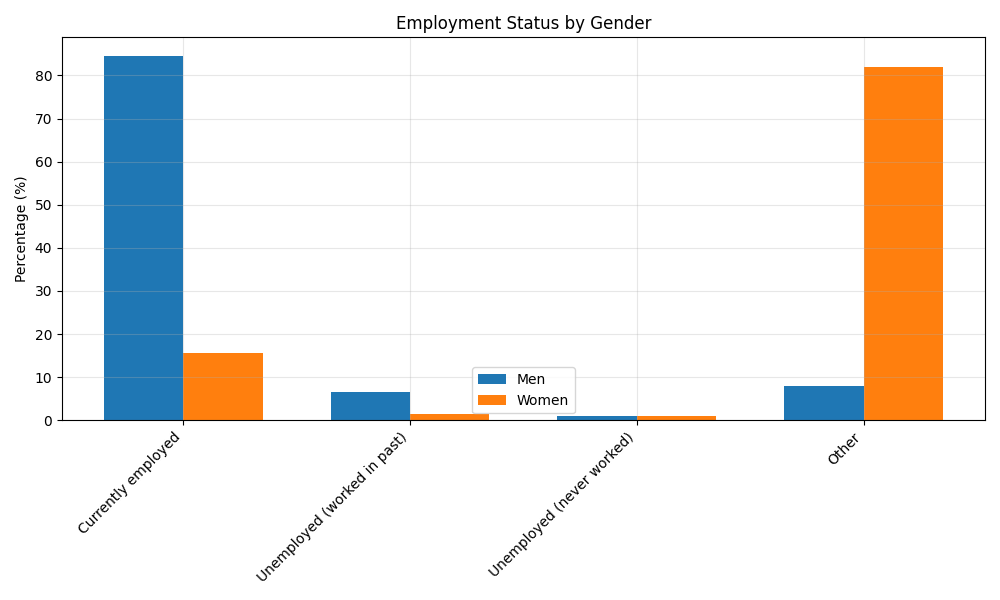 Employment Status by Gender
Percentage (%)
80
70
60
50
40
30
20
10
0
Men
Women
Currently employed
Unemployed (worked in past)
Unemployed (never worked)
Other